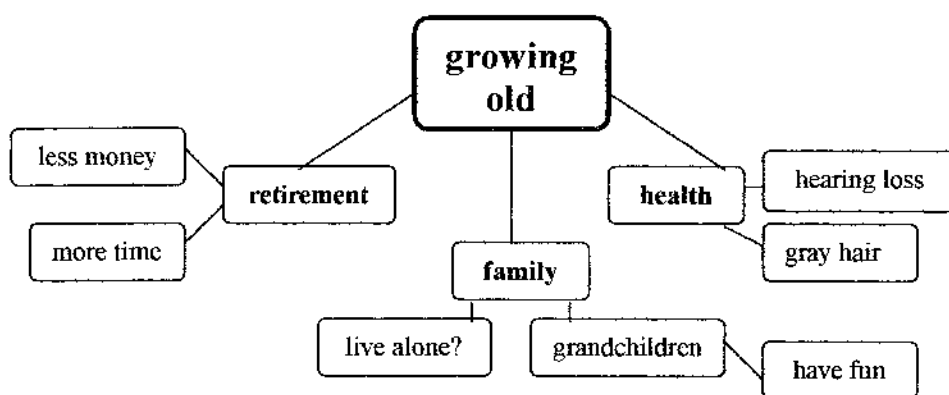 growing
old
less money
retirement
more time
health
hearing loss
gray hair
family
live alone?
grandchildren
have fun